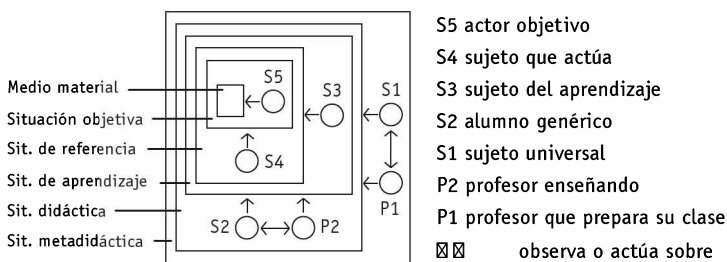 Medio material
Situación objetiva
Sit. de referencia
Sit. de aprendizaje
Sit. didáctica
Sit. metadidáctica
S5
S3
S1
S4
S2
P2
P1
S5 actor objetivo
S4 sujeto que actúa
S3 sujeto del aprendizaje
S2 alumno genérico
S1 sujeto universal
P2 profesor enseñando
P1 profesor que prepara su clase
observa o actúa sobre